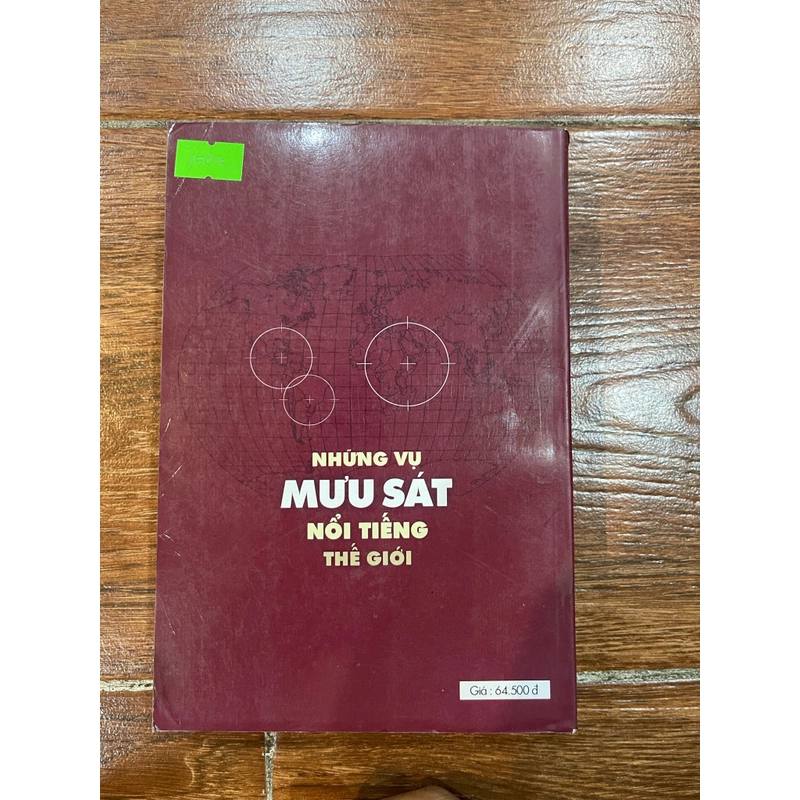 NHỮNG VỤ
MƯU SÁT
NỔI TIẾNG
THẾ GIỚI
Giá : 64.500 đ